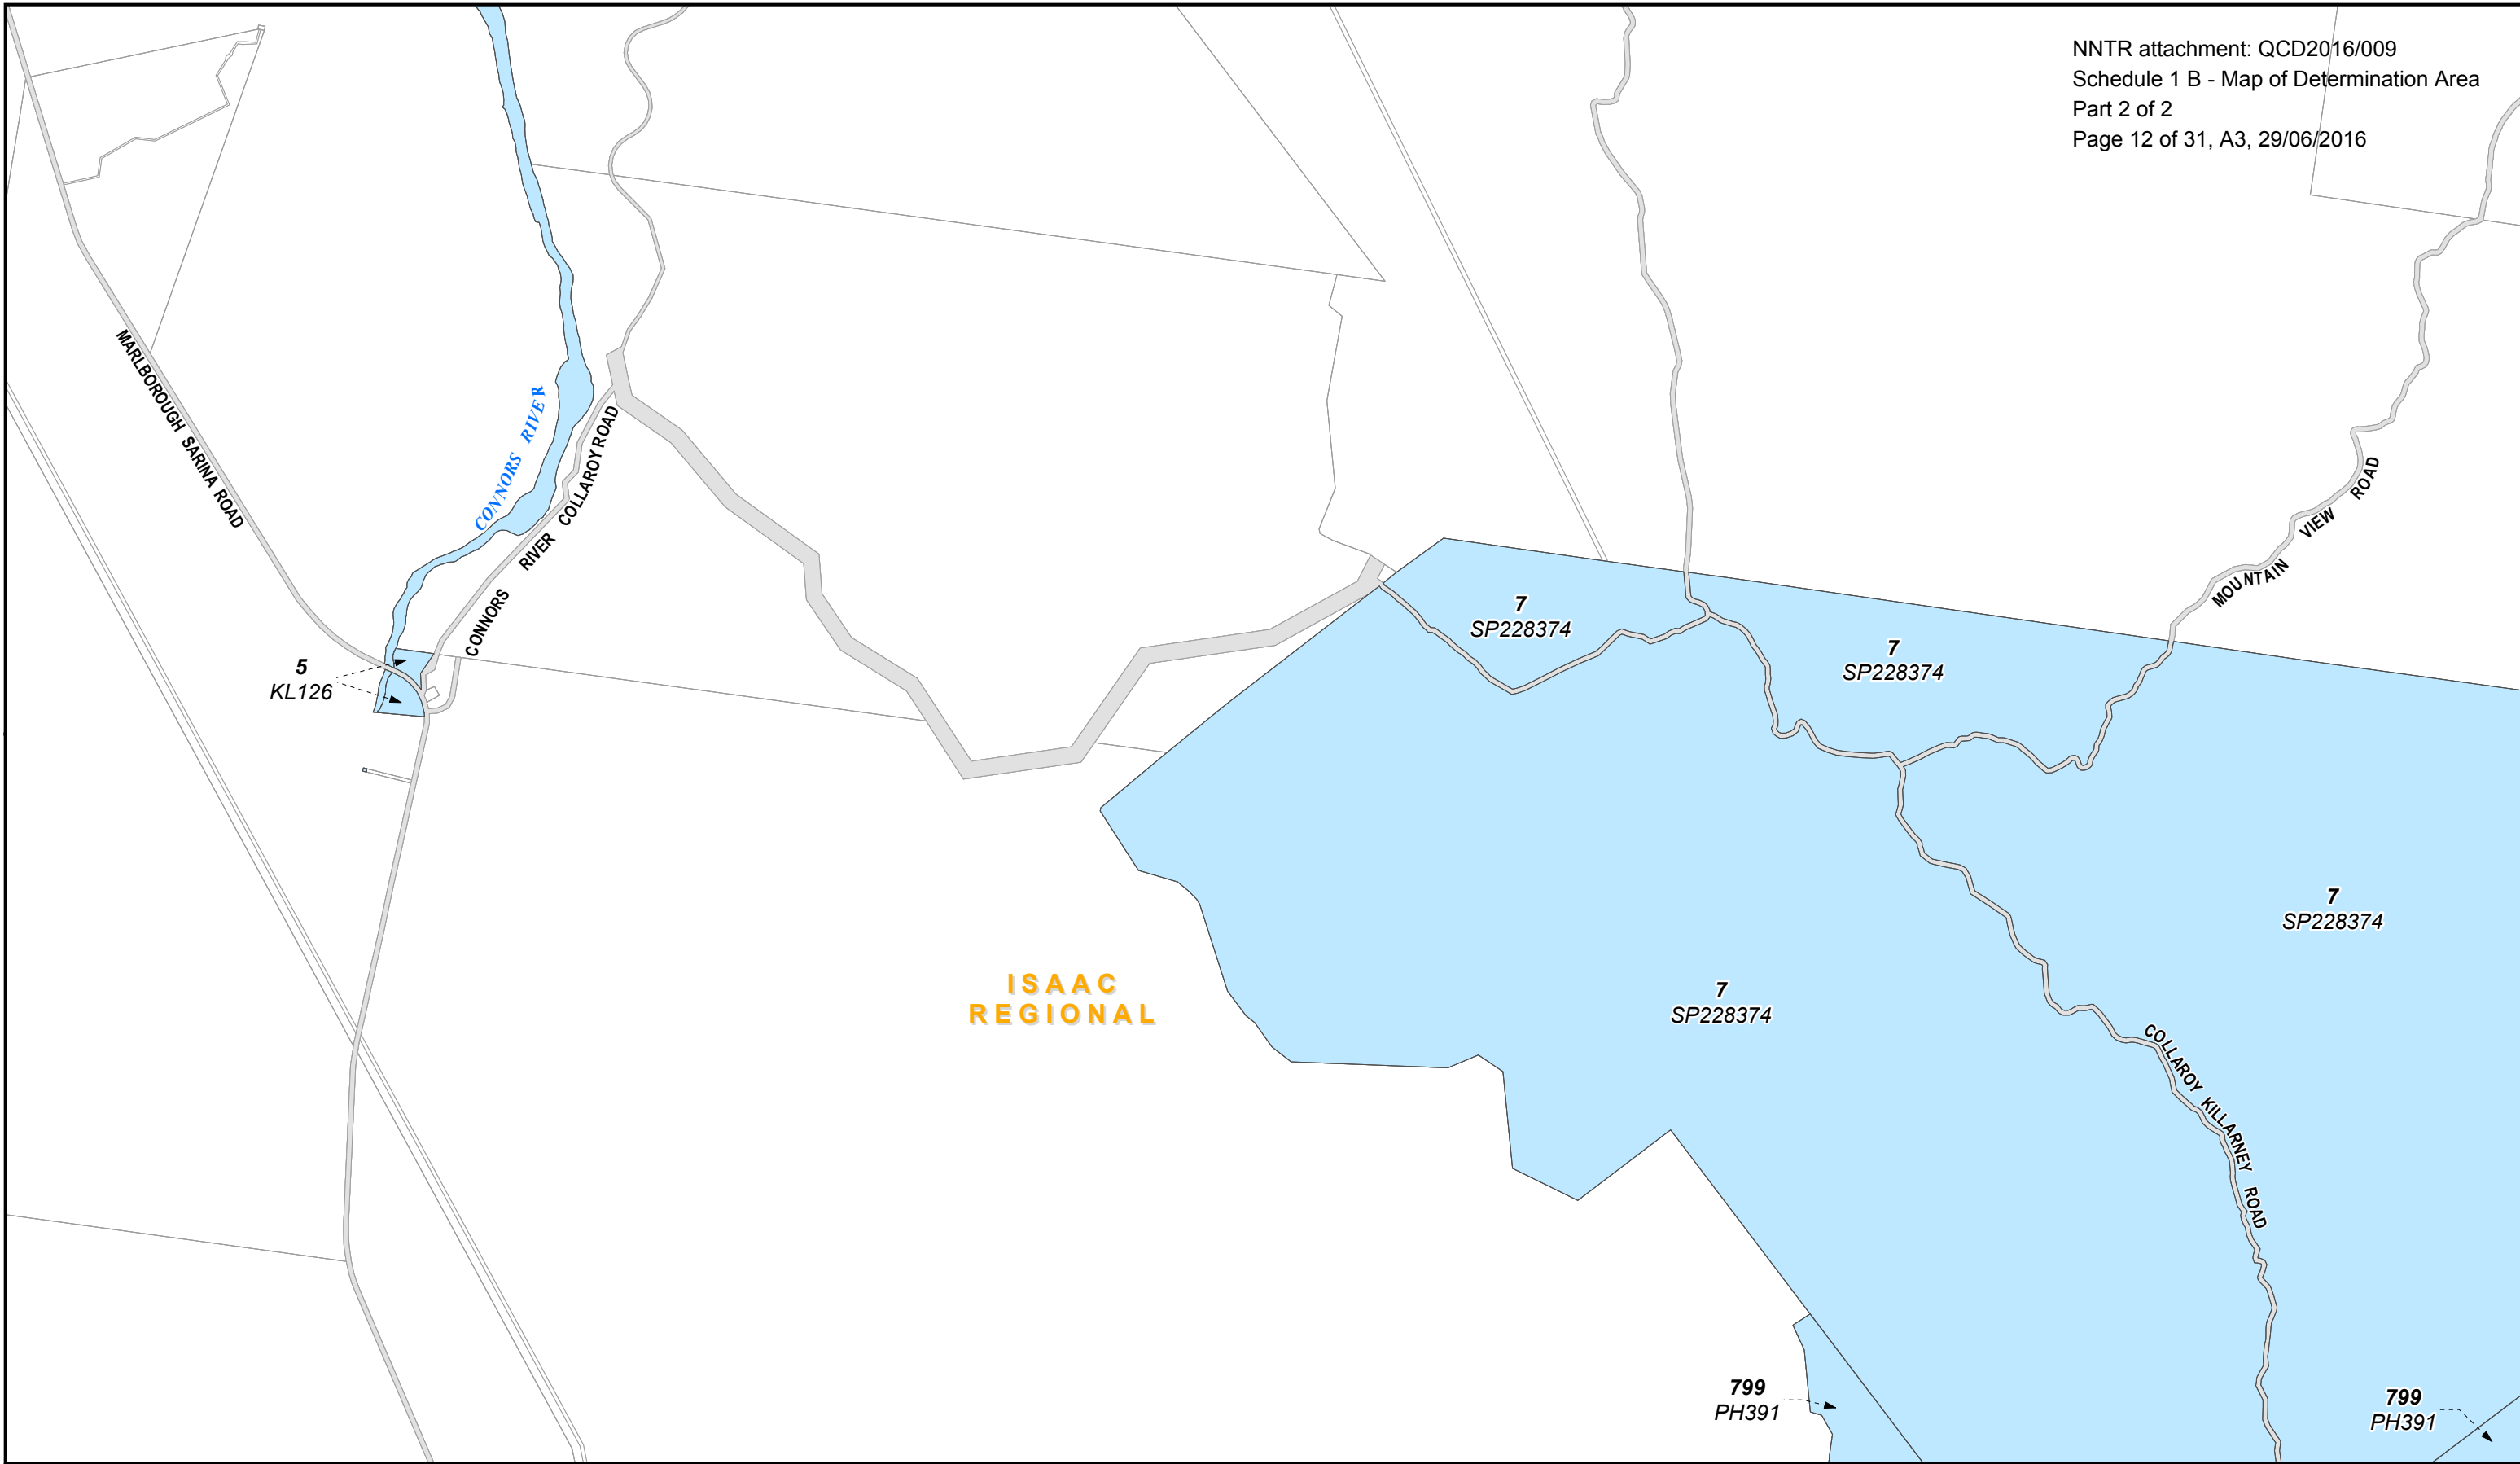 NNTR attachment: QCD2016/009
Schedule 1 B - Map of Determination Area
Part 2 of 2
Page 12 of 31, A3, 29/06/2016
MARLBOROUGH SARINA ROAD
CONNORS RIVER
CONNORS RIVER COLLAROY ROAD
MOUNTAIN VIEW ROAD
7
SP228374
7
SP228374
5
KL126
7
SP228374
7
SP228374
ISAAC
REGIONAL
COLLAROY KILLARNEY ROAD
799
PH391
799
PH391